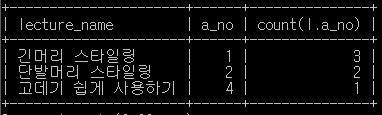 lecture_name | a_no | count(l.a_no)
긴머리 스타일링 | 1 | 3
단발머리 스타일링 | 2 | 2
고데기 쉽게 사용하기 | 4 | 1